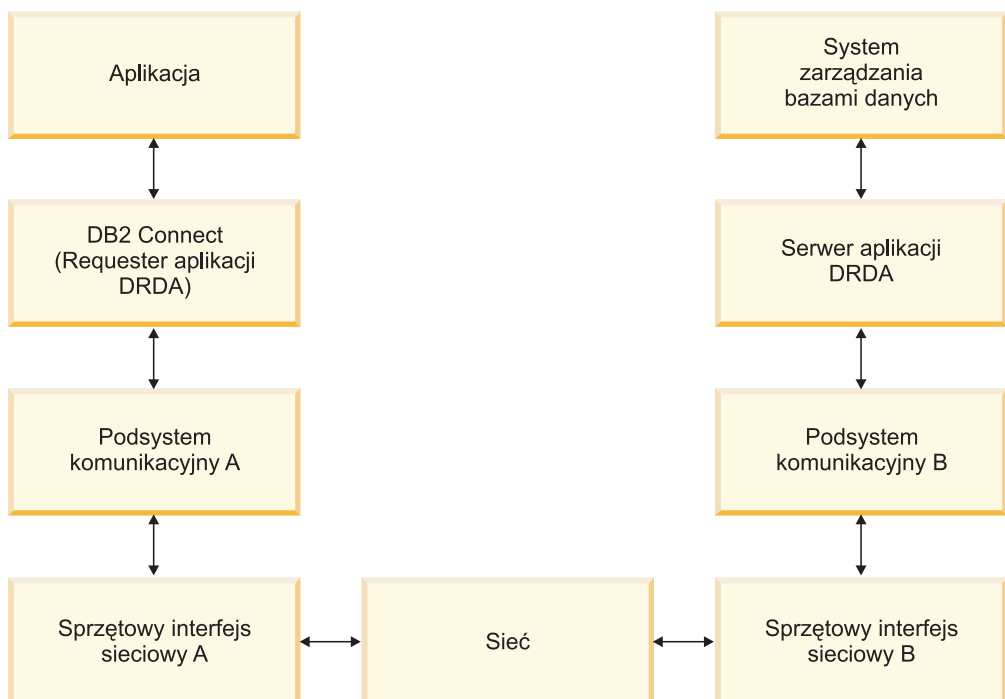 Aplikacja
System
zarządzania
bazami danych
DB2 Connect
(Requester aplikacji
DRDA)
Serwer aplikacji
DRDA
Podsystem
komunikacyjny A
Podsystem
komunikacyjny B
Sprzętowy interfejs
sieciowy A
Sieć
Sprzętowy interfejs
sieciowy B